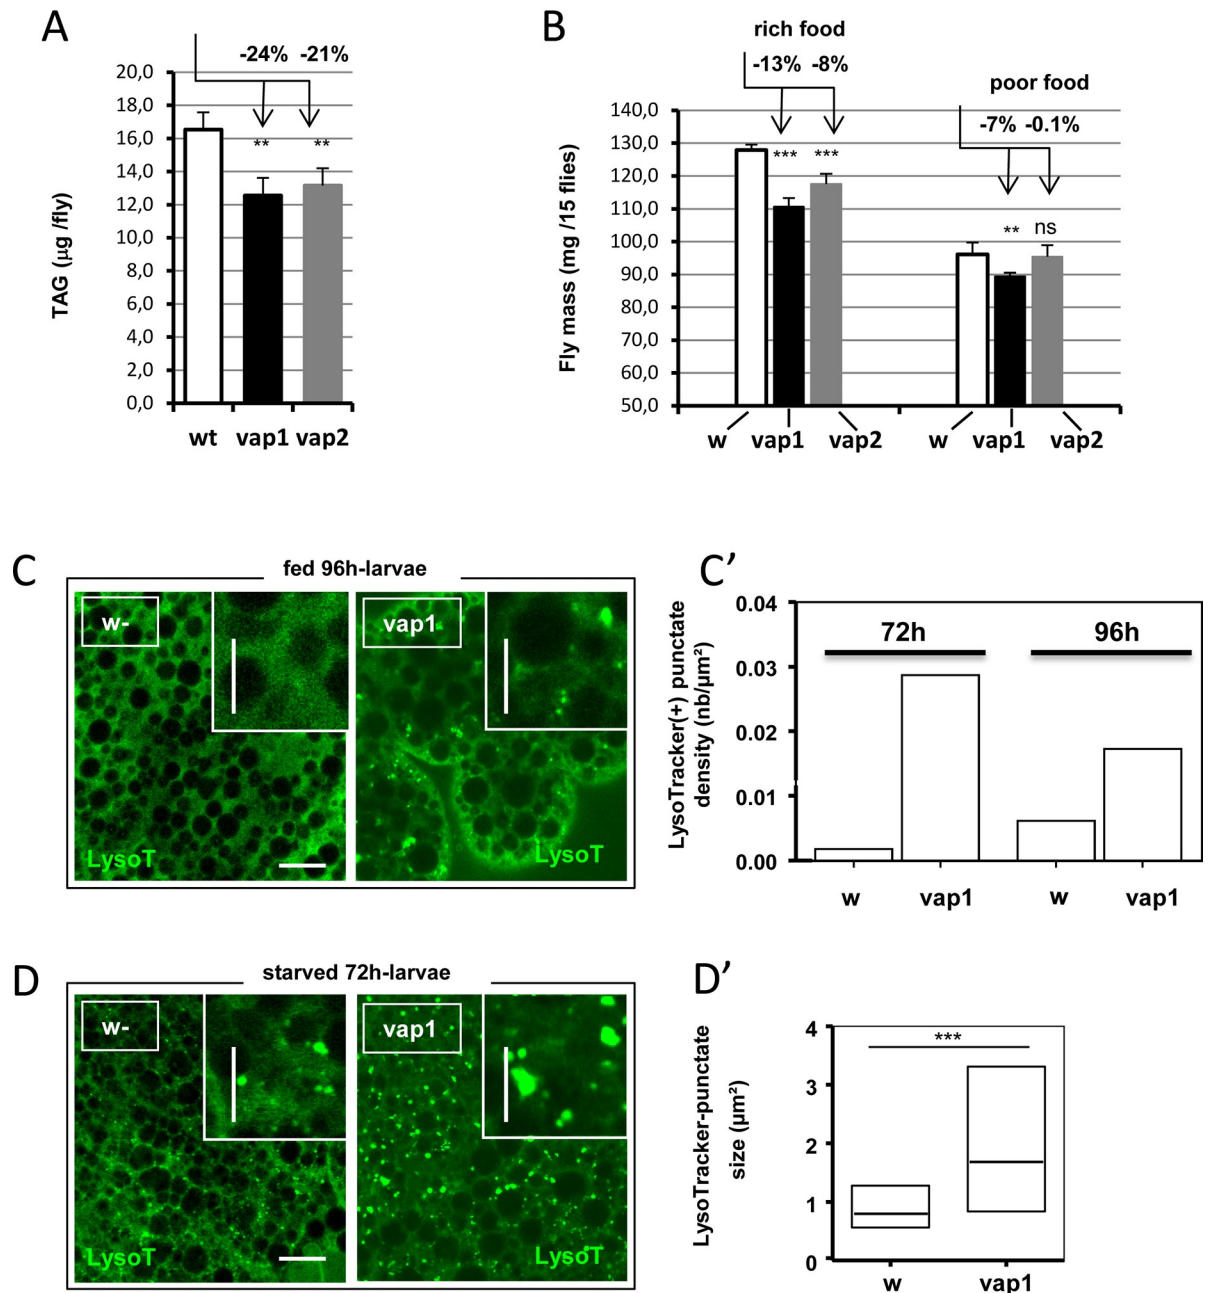 A
-24% -21%
20,0
18,0
16,0
14,0
12,0
10,0
8,0
6,0
4,0
2,0
0,0
TAG (µg /fly)
** **
wt vap1 vap2
B
rich food
-13% -8%
poor food
-7% -0.1%
140,0
130,0
120,0
110,0
100,0
90,0
80,0
70,0
60,0
50,0
Fly mass (mg /15 flies)
*** ***
** ns
w vap1 vap2 w vap1 vap2
C
fed 96h-larvae
w-
vap1
LysoT
LysoT
C'
0.04
0.03
0.02
0.01
0.00
LysoTracker(+) punctate
density (nb/µm²)
72h 96h
w vap1 w vap1
D
starved 72h-larvae
w-
vap1
LysoT
LysoT
D'
4
3
2
1
0
LysoTracker-punctate
size (µm²)
***
w vap1